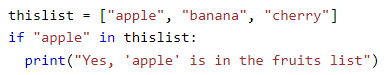 thislist = ["apple", "banana", "cherry"]
if "apple" in thislist:
  print("Yes, 'apple' is in the fruits list")